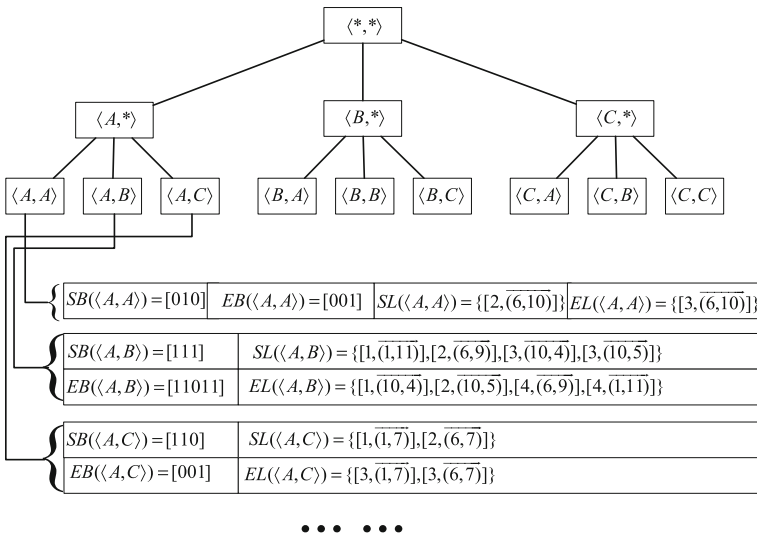 ⟨*,*⟩
⟨A,*⟩ ⟨B,*⟩ ⟨C,*⟩
⟨A,A⟩ ⟨A,B⟩ ⟨A,C⟩ ⟨B,A⟩ ⟨B,B⟩ ⟨B,C⟩ ⟨C,A⟩ ⟨C,B⟩ ⟨C,C⟩
SB(⟨A,A⟩)=[010] EB(⟨A,A⟩)=[001] SL(⟨A,A⟩)={[2,(6,10)]} EL(⟨A,A⟩)={[3,(6,10)]}
SB(⟨A,B⟩)=[111] SL(⟨A,B⟩)={[1,(1,11)],[2,(6,9)],[3,(10,4)],[3,(10,5)]}
EB(⟨A,B⟩)=[11011] EL(⟨A,B⟩)={[1,(10,4)],[2,(10,5)],[4,(6,9)],[4,(1,11)]}
SB(⟨A,C⟩)=[110] SL(⟨A,C⟩)={[1,(1,7)],[2,(6,7)]}
EB(⟨A,C⟩)=[001] EL(⟨A,C⟩)={[3,(1,7)],[3,(6,7)]}
••• •••